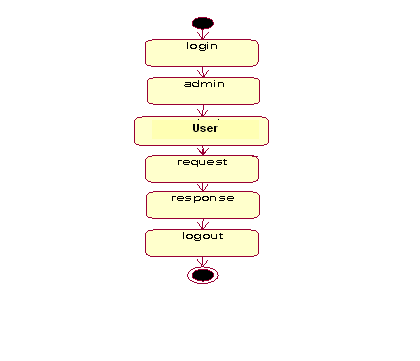 login
admin
User
request
response
logout